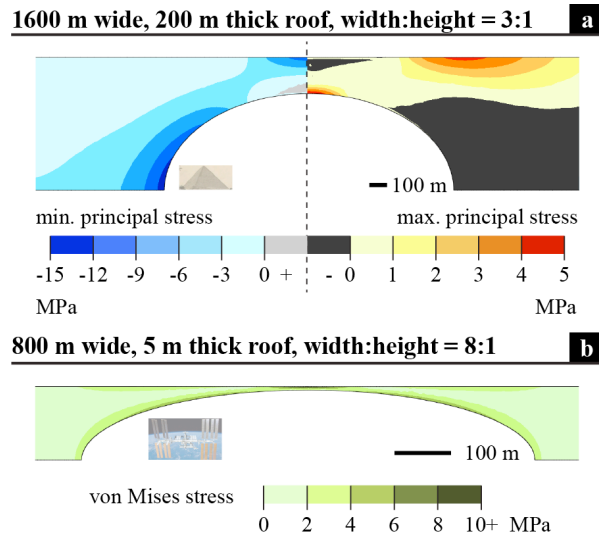 1600 m wide, 200 m thick roof, width:height = 3:1 a
100 m
min. principal stress max. principal stress
-15 -12 -9 -6 -3 0 + - 0 1 2 3 4 5
MPa MPa
800 m wide, 5 m thick roof, width:height = 8:1 b
100 m
von Mises stress
0 2 4 6 8 10+ MPa